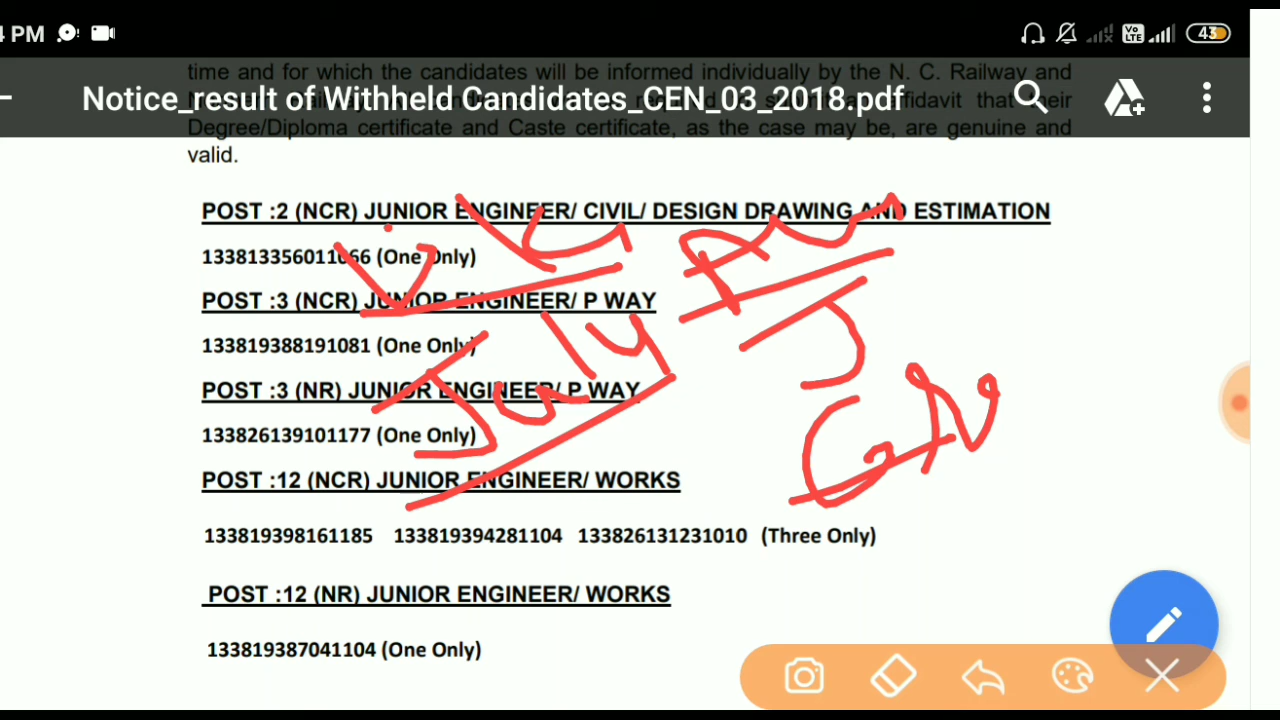 4 PM
Vo LTE
43
time and for which the candidates will be informed individually by the N. C. Railway and
Notice_result of Withheld Candidates_CEN_03_2018.pdf
Degree/Diploma certificate and Caste certificate, as the case may be, are genuine and
valid.
POST :2 (NCR) JUNIOR ENGINEER/ CIVIL/ DESIGN DRAWING AND ESTIMATION
133813356011066 (One Only)
POST :3 (NCR) JUNIOR ENGINEER/ P WAY
133819388191081 (One Only)
POST :3 (NR) JUNIOR ENGINEER/ P WAY
133826139101177 (One Only)
POST :12 (NCR) JUNIOR ENGINEER/ WORKS
133819398161185 133819394281104 133826131231010 (Three Only)
POST :12 (NR) JUNIOR ENGINEER/ WORKS
133819387041104 (One Only)
July
J